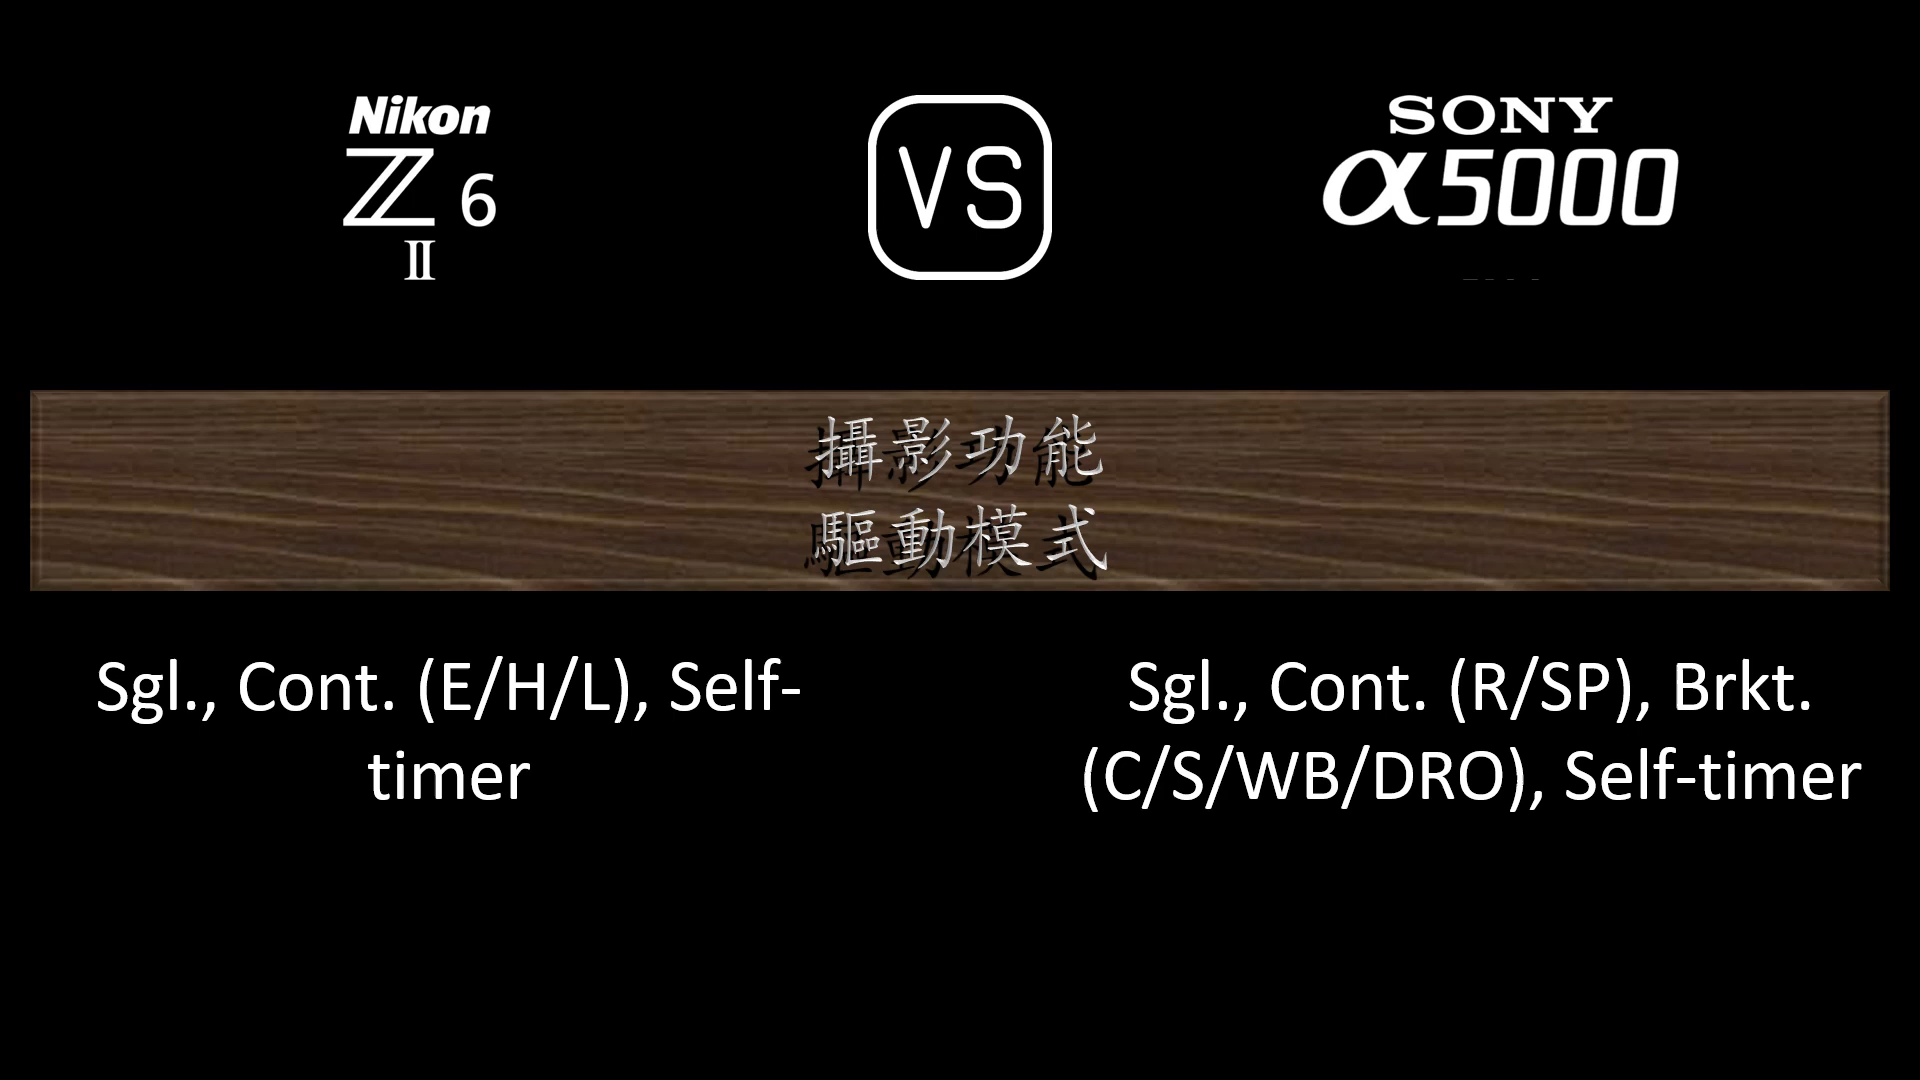 Nikon
Z 6
II
VS
SONY
α5000
攝影功能
驅動模式
Sgl., Cont. (E/H/L), Self-
timer
Sgl., Cont. (R/SP), Brkt.
(C/S/WB/DRO), Self-timer